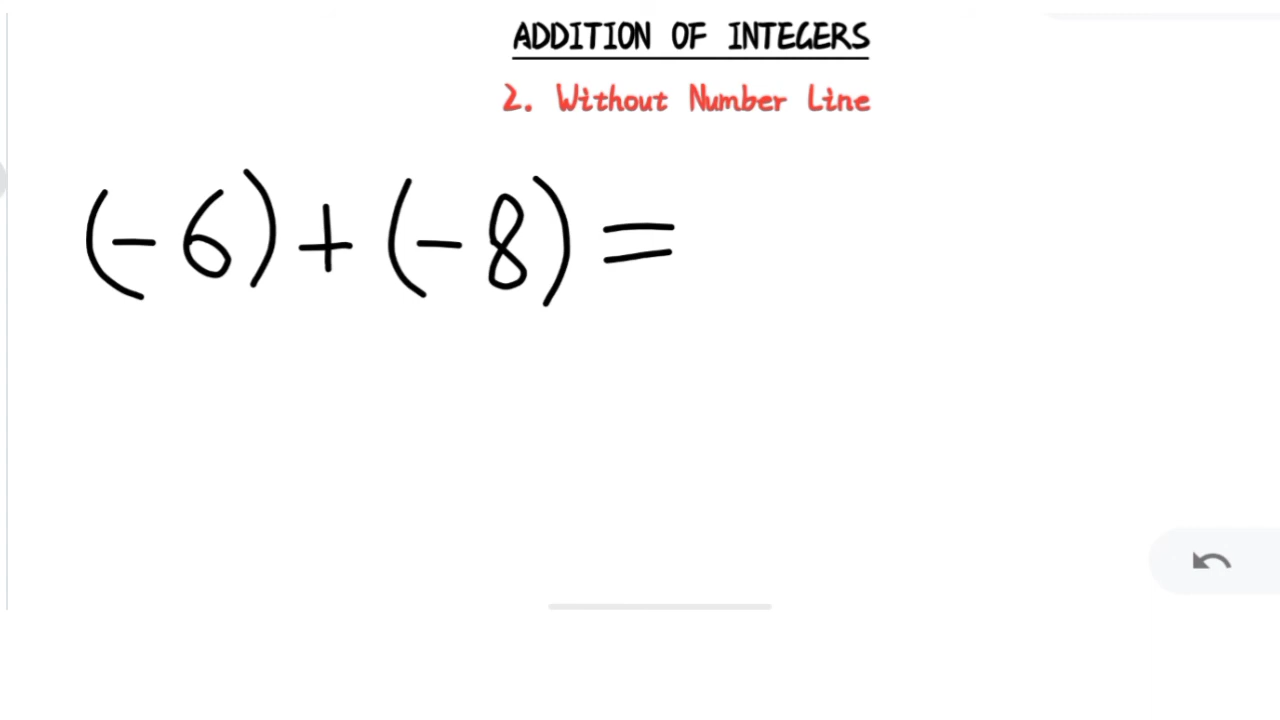 ADDITION OF INTEGERS
2. Without Number Line
(-6)+(-8)=